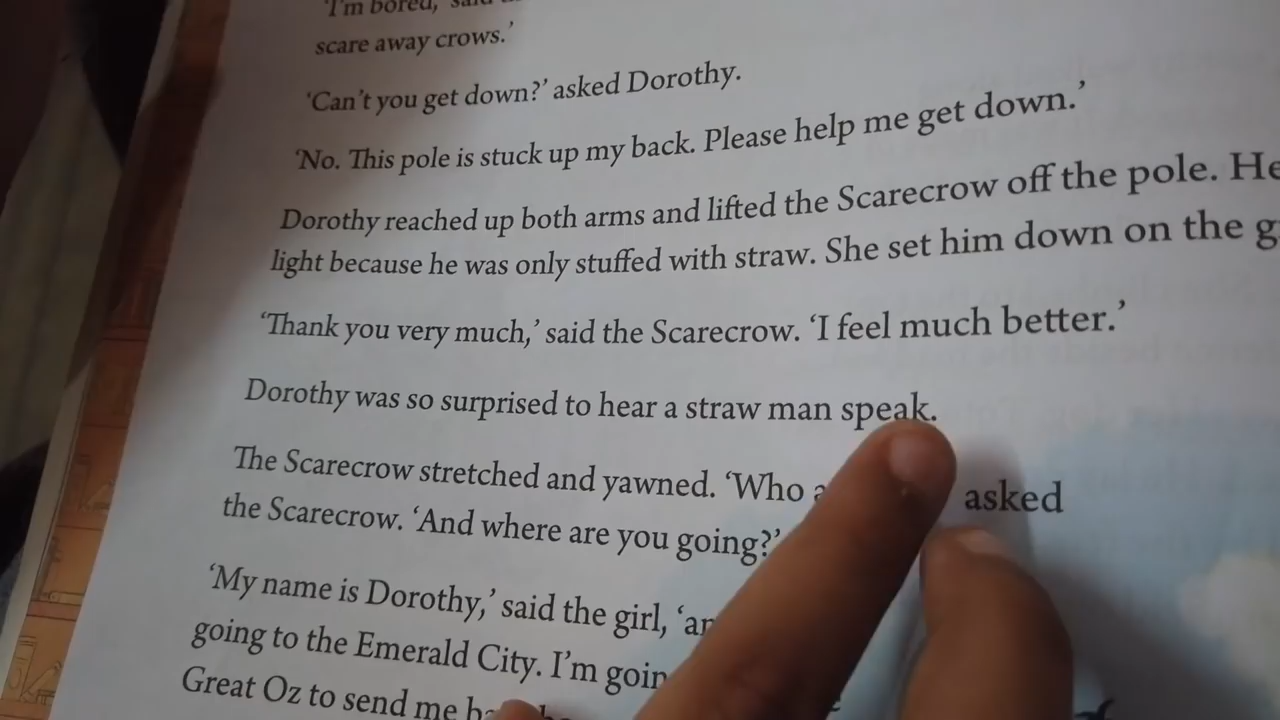 'I'm bored,' said
scare away crows.'
'Can't you get down?' asked Dorothy.
'No. This pole is stuck up my back. Please help me get down.'
Dorothy reached up both arms and lifted the Scarecrow off the pole. He
light because he was only stuffed with straw. She set him down on the
'Thank you very much,' said the Scarecrow. 'I feel much better.'
Dorothy was so surprised to hear a straw man speak.
The Scarecrow stretched and yawned. 'Who asked
the Scarecrow. 'And where are you going?'
'My name is Dorothy,' said the girl,
going to the Emerald City. I'm
Great Oz to send me